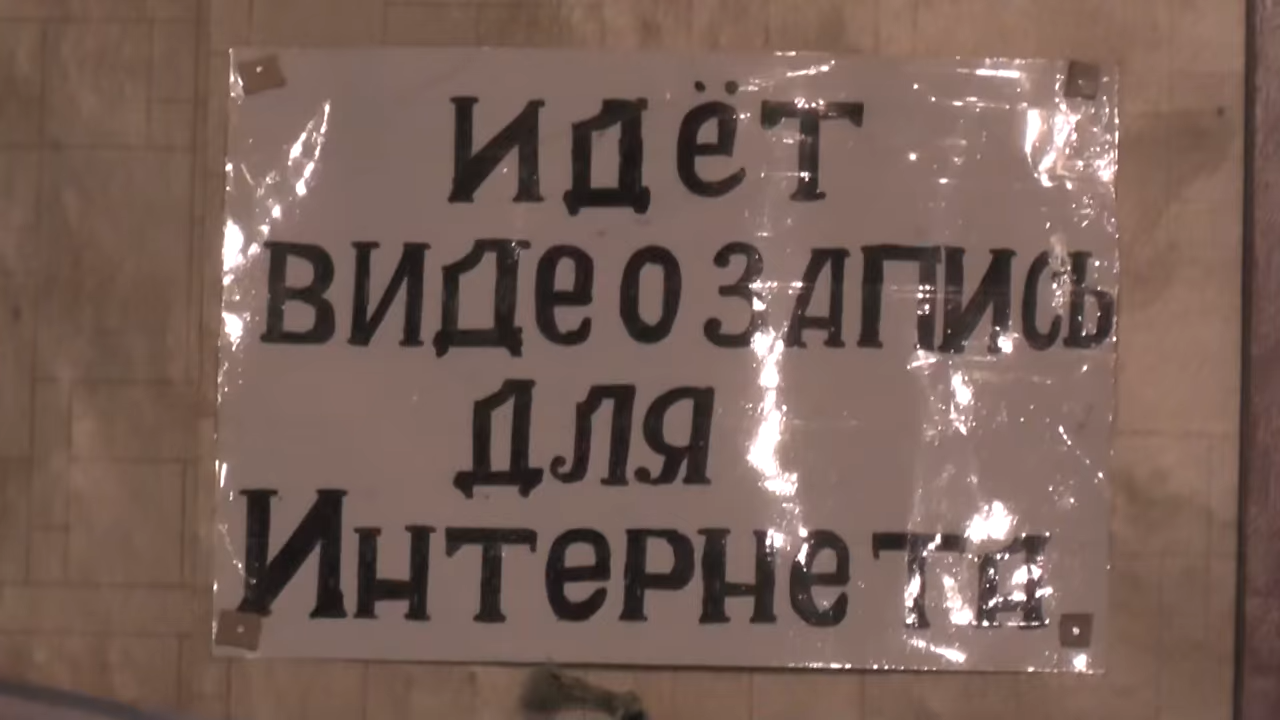 идёт
видеозапись
для
Интернета